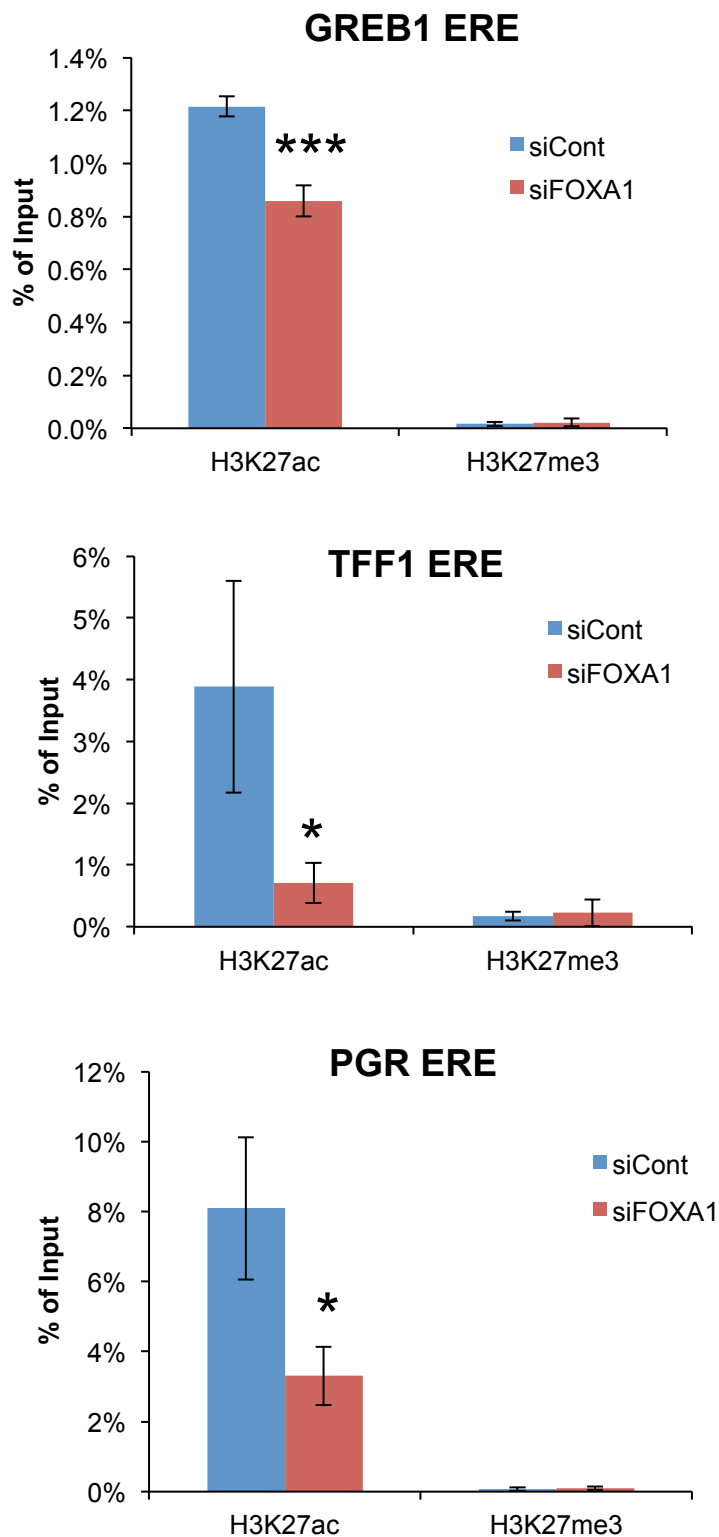 GREB1 ERE
1.4%
1.2%
1.0%
0.8%
0.6%
0.4%
0.2%
0.0%
% of Input
***
siCont
siFOXA1
H3K27ac
H3K27me3
TFF1 ERE
6%
5%
4%
3%
2%
1%
0%
% of Input
*
siCont
siFOXA1
H3K27ac
H3K27me3
PGR ERE
12%
10%
8%
6%
4%
2%
0%
% of Input
*
siCont
siFOXA1
H3K27ac
H3K27me3